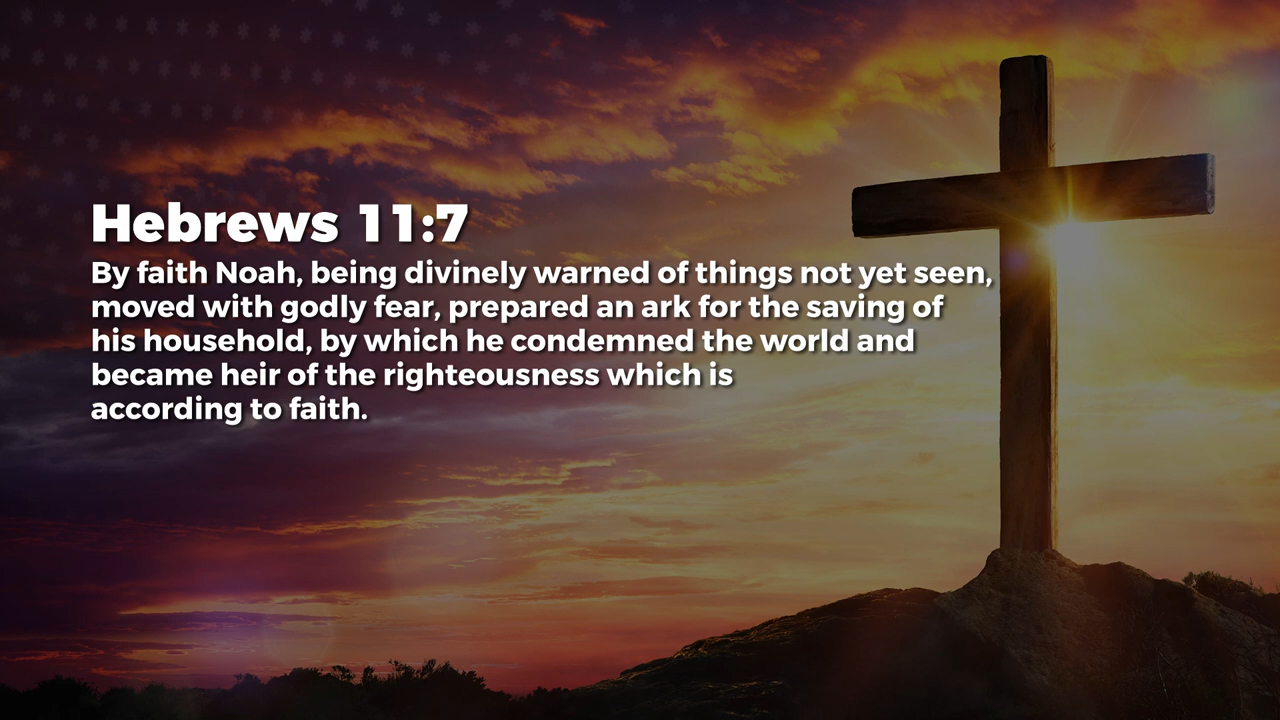 Hebrews 11:7
By faith Noah, being divinely warned of things not yet seen,
moved with godly fear, prepared an ark for the saving of
his household, by which he condemned the world and
became heir of the righteousness which is
according to faith.